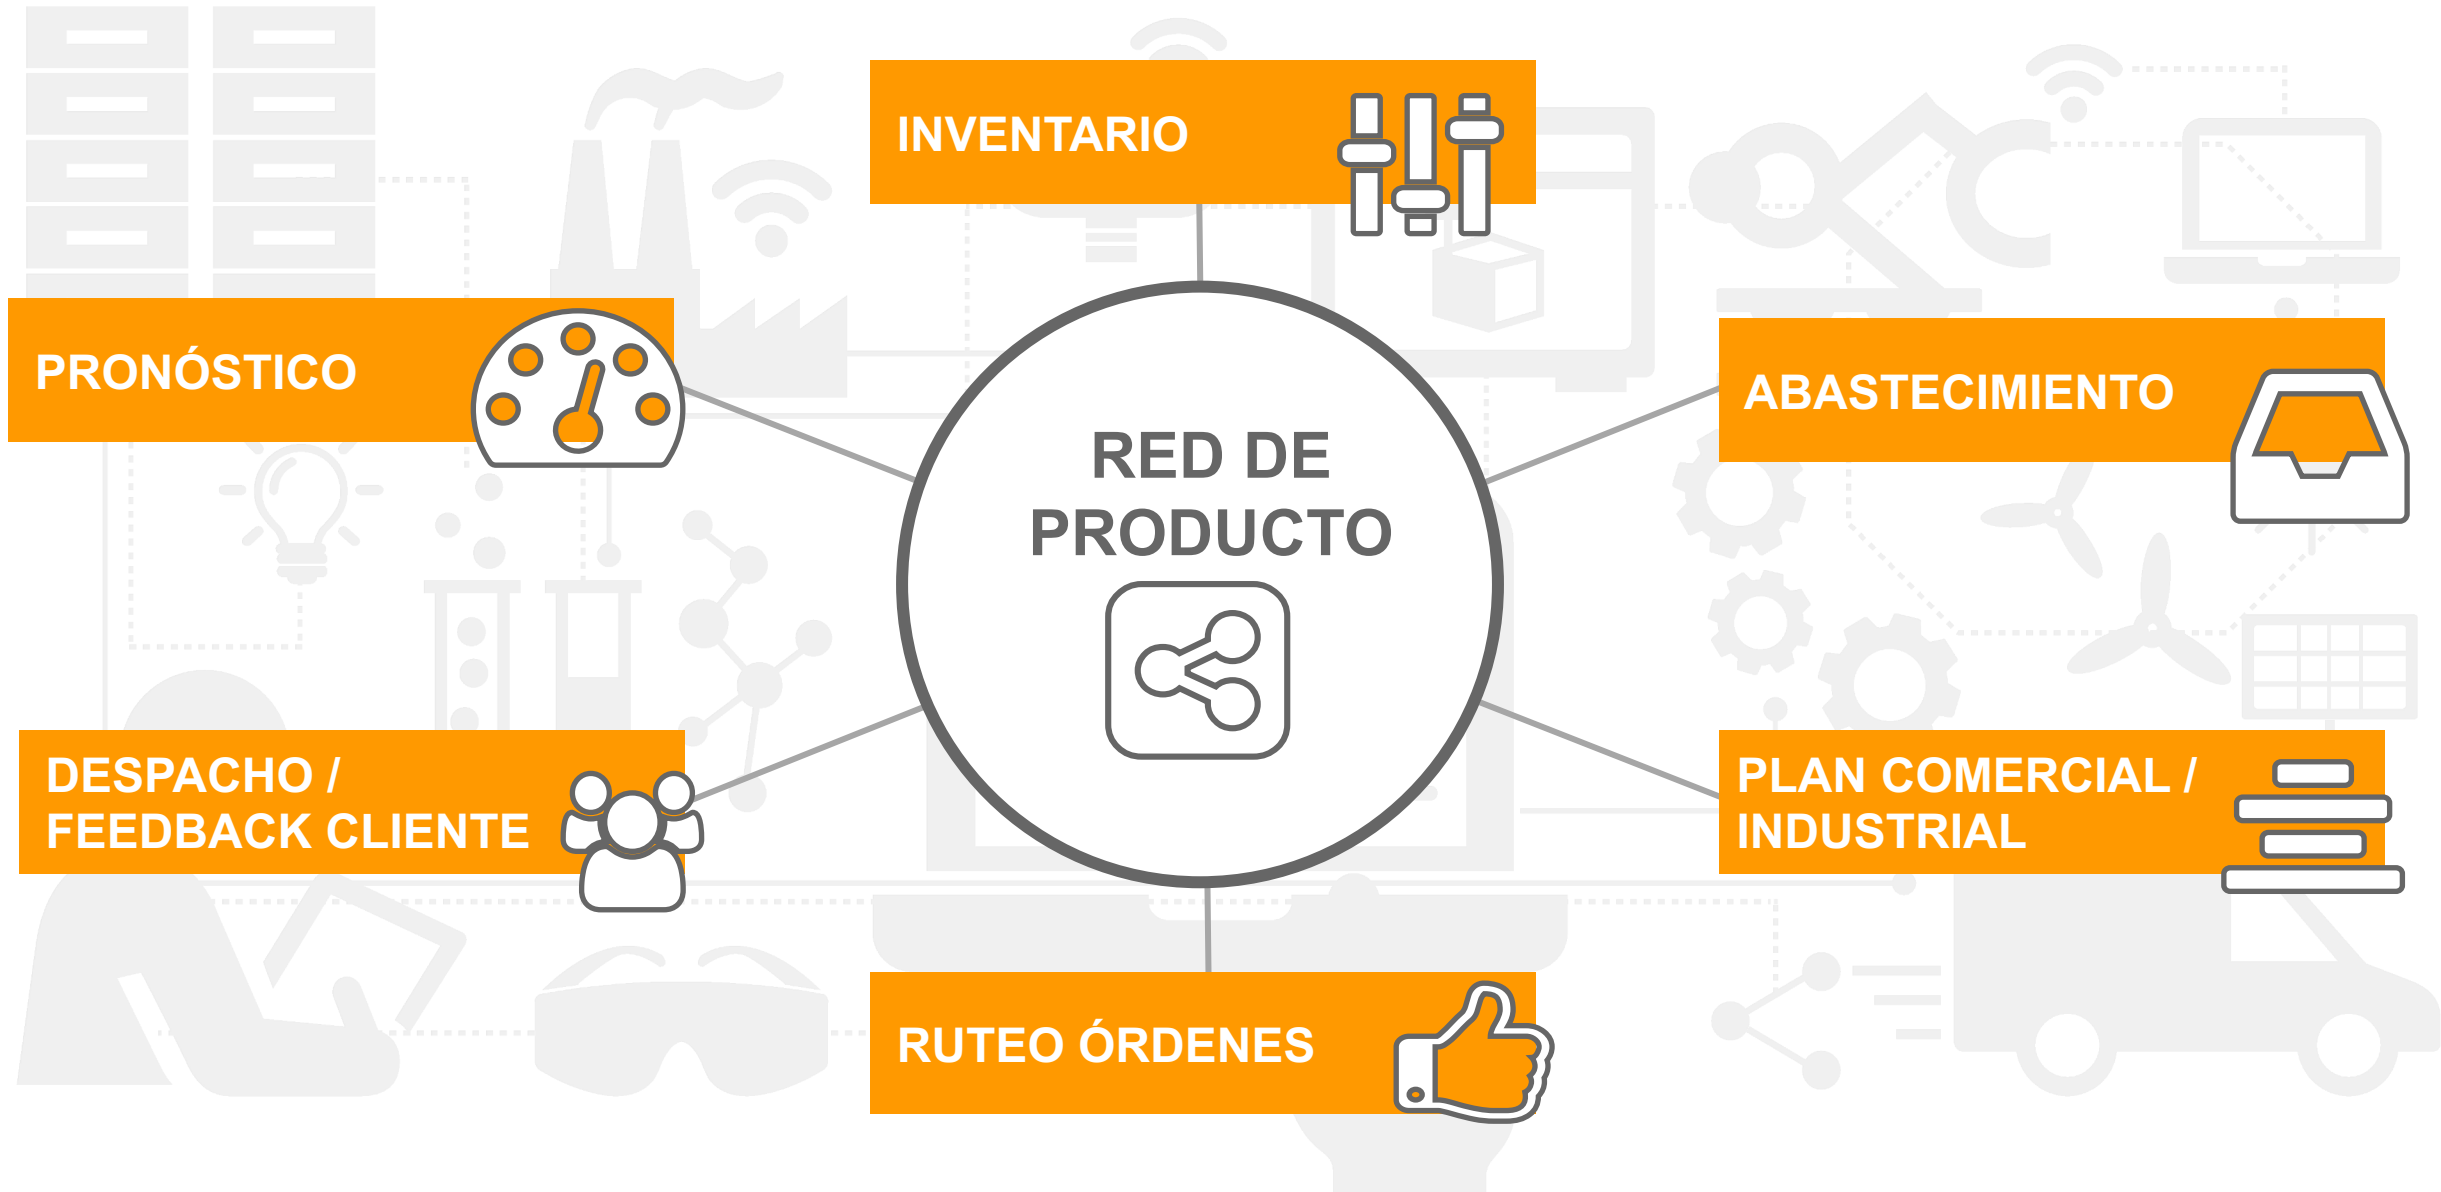 INVENTARIO
PRONÓSTICO
ABASTECIMIENTO
RED DE
PRODUCTO
DESPACHO /
FEEDBACK CLIENTE
PLAN COMERCIAL /
INDUSTRIAL
RUTEO ÓRDENES